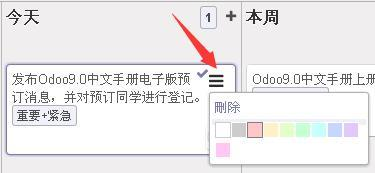 今天 1 + 本周
发布Odoo9.0中文手册电子版预
订消息，并对预订同学进行登记。
重要+紧急
Odoo9.0中文手册上册
刪除